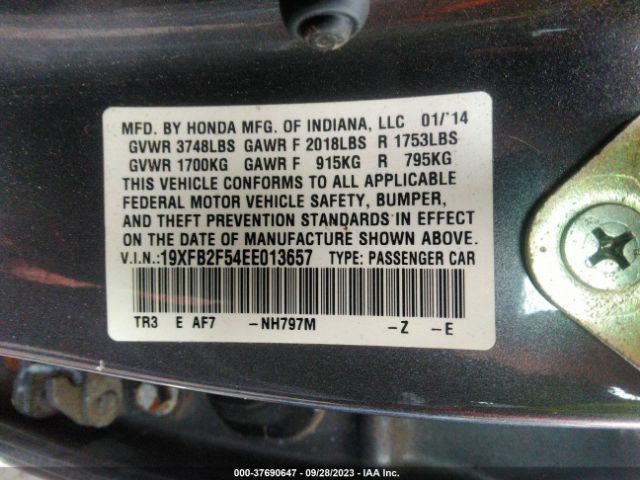 MFD. BY HONDA MFG. OF INDIANA, LLC 01/'14
GVWR 3748LBS GAWR F 2018LBS R 1753LBS
GVWR 1700KG GAWR F 915KG R 795KG
THIS VEHICLE CONFORMS TO ALL APPLICABLE
FEDERAL MOTOR VEHICLE SAFETY, BUMPER,
AND THEFT PREVENTION STANDARDS IN EFFECT
ON THE DATE OF MANUFACTURE SHOWN ABOVE.
V.I.N.:19XFB2F54EE013657 TYPE: PASSENGER CAR
TR3 E AF7 -NH797M -Z -E
000-37690647 / 09/28/2023 - IAA Inc.